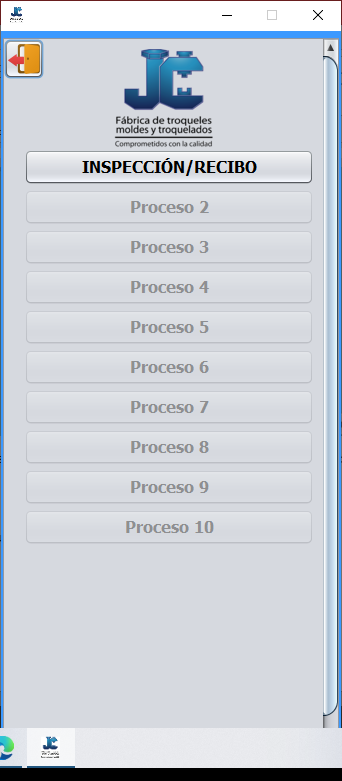 JC
Fábrica de troqueles
moldes y troquelados
Comprometidos con la calidad
INSPECCIÓN/RECIBO
Proceso 2
Proceso 3
Proceso 4
Proceso 5
Proceso 6
Proceso 7
Proceso 8
Proceso 9
Proceso 10